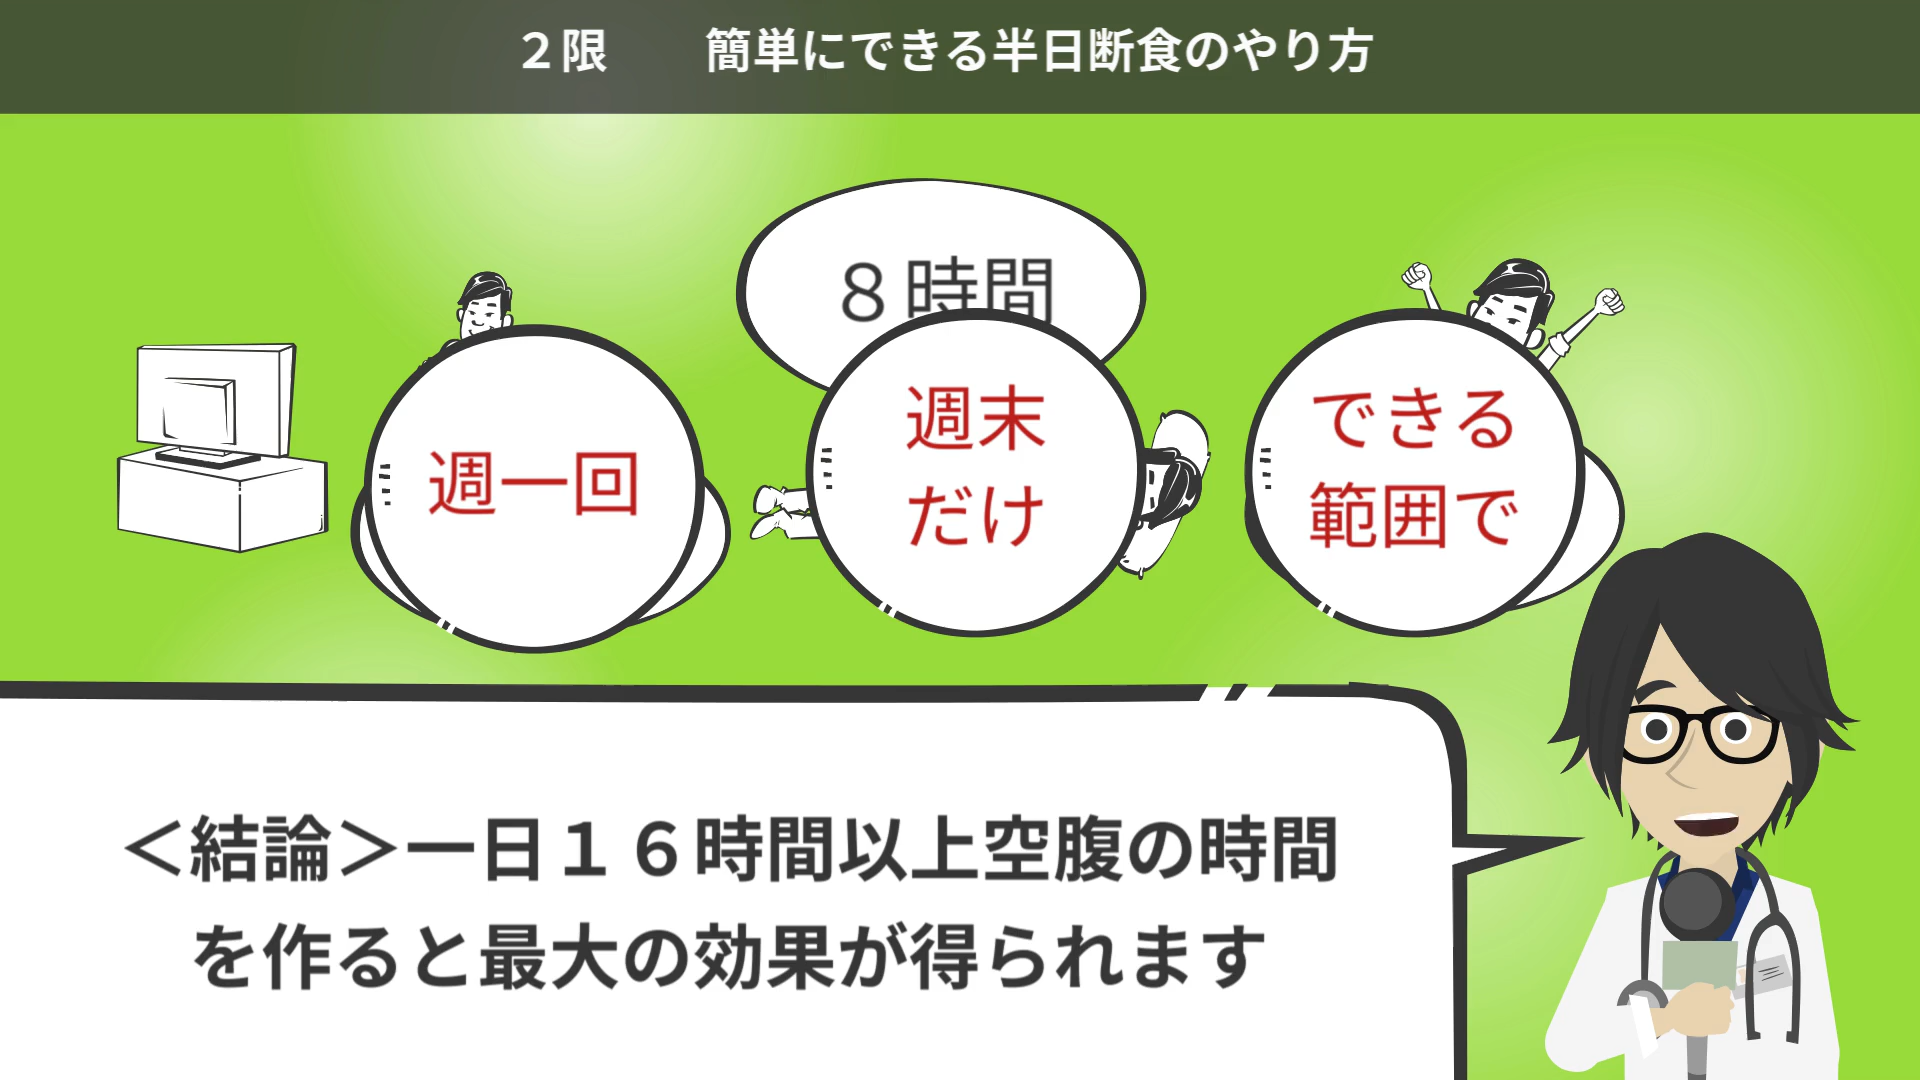 ２限　　簡単にできる半日断食のやり方
８時間
週一回
週末
だけ
できる
範囲で
＜結論＞一日１６時間以上空腹の時間
を作ると最大の効果が得られます